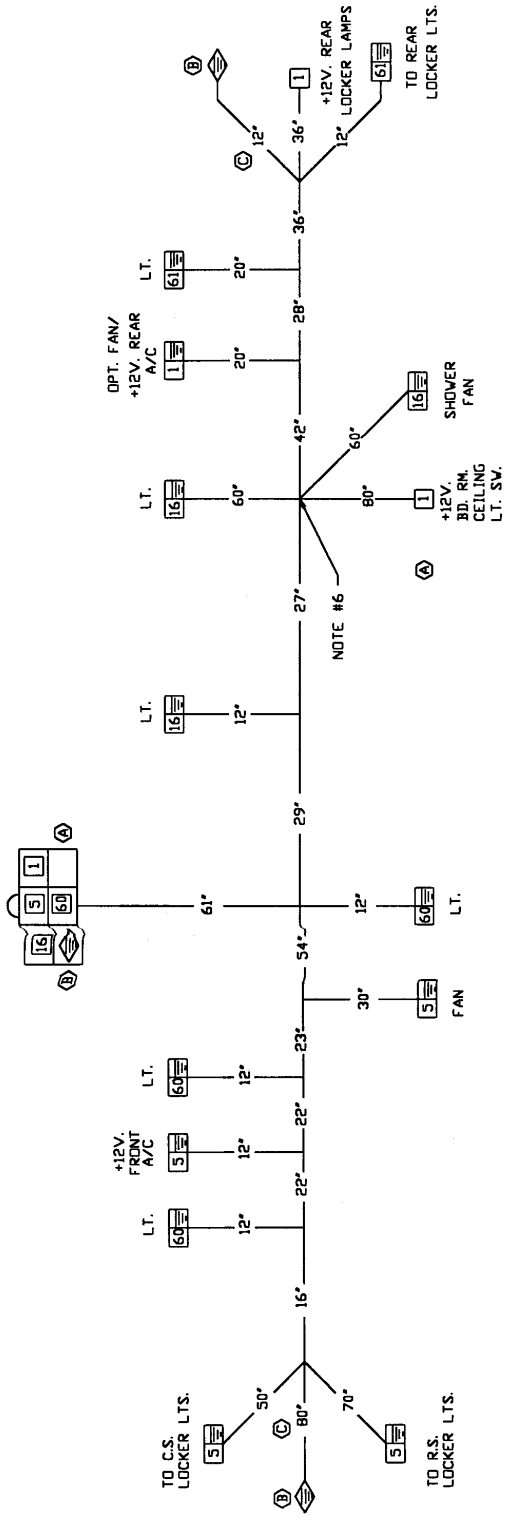 16 5 1
60
A
B
LT.
60
12"
+12V.
FRONT
A/C
5
12"
LT.
60
12"
61"
LT.
16
12"
LT.
16
60"
OPT. FAN/
+12V. REAR
A/C
1
20"
LT.
61
20"
B
C
12"
TO C.S.
LOCKER LTS.
5
50"
B
C
80"
16"
22"
22"
23"
54"
29"
27"
42"
28"
36"
36"
1
+12V. REAR
LOCKER LAMPS
70"
5
TO R.S.
LOCKER LTS.
30"
5
FAN
12"
60
LT.
NOTE #6
A
80"
1
+12V.
BD. RM.
CEILING
LT. SW.
60"
16
SHOWER
FAN
12"
61
TO REAR
LOCKER LTS.